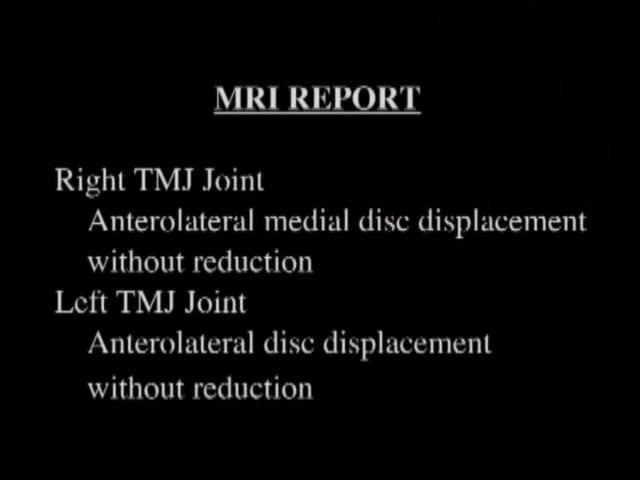 MRI REPORT
Right TMJ Joint
Anterolateral medial disc displacement
without reduction
Left TMJ Joint
Anterolateral disc displacement
without reduction